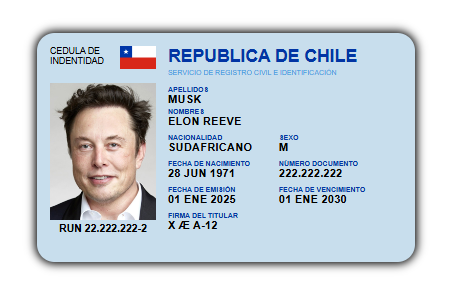 CEDULA DE
INDENTIDAD
REPUBLICA DE CHILE
SERVICIO DE REGISTRO CIVIL E IDENTIFICACIÓN
APELLIDOS
MUSK
NOMBRES
ELON REEVE
NACIONALIDAD SEXO
SUDAFRICANO M
FECHA DE NACIMIENTO NÚMERO DOCUMENTO
28 JUN 1971 222.222.222
FECHA DE EMISIÓN FECHA DE VENCIMIENTO
01 ENE 2025 01 ENE 2030
FIRMA DEL TITULAR
X Æ A-12
RUN 22.222.222-2